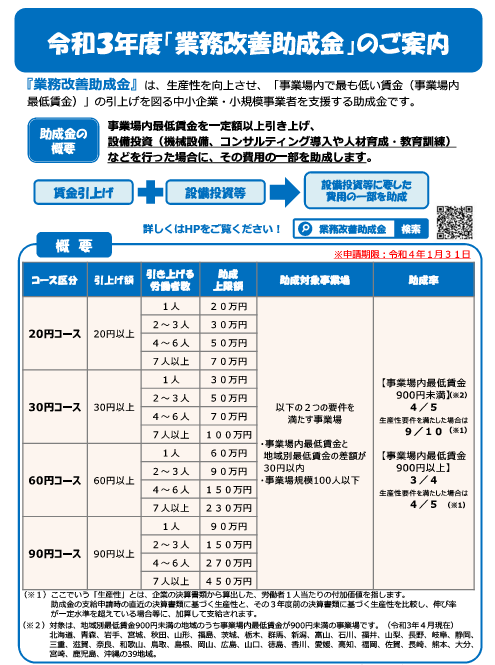 令和3年度「業務改善助成金」のご案内
『業務改善助成金』は、生産性を向上させ、「事業場内で最も低い賃金（事業場内
最低賃金）」の引上げを図る中小企業・小規模事業者を支援する助成金です。
助成金の
概要
事業場内最低賃金を一定額以上引き上げ、
設備投資（機械設備、コンサルティング導入や人材育成・教育訓練）
などを行った場合に、その費用の一部を助成します。
賃金引上げ
設備投資等
設備投資等に要した
費用の一部を助成
詳しくはHPをご覧ください！
業務改善助成金 検索
概 要
※申請期限：令和４年１月３１日
コース区分 引上げ額 引き上げる 労働者数 助成 上限額 助成対象事業場 助成率
20円コース 20円以上
１人 ２０万円
２～３人 ３０万円
４～６人 ５０万円
７人以上 ７０万円
30円コース 30円以上
１人 ３０万円
２～３人 ５０万円
４～６人 ７０万円
７人以上 １００万円
60円コース 60円以上
１人 ６０万円
２～３人 ９０万円
４～６人 １５０万円
７人以上 ２３０万円
90円コース 90円以上
１人 ９０万円
２～３人 １５０万円
４～６人 ２７０万円
７人以上 ４５０万円
以下の２つの要件を
満たす事業場
・事業場内最低賃金と
地域別最低賃金の差額が
30円以内
・事業場規模100人以下
【事業場内最低賃金
900円未満】(※2)
４／５
生産性要件を満たした場合は
９／１０ (※1)
【事業場内最低賃金
900円以上】
３／４
生産性要件を満たした場合は
４／５ (※1)
（※１）ここでいう「生産性」とは、企業の決算書類から算出した、労働者１人当たりの付加価値を指します。
助成金の支給申請時の直近の決算書類に基づく生産性と、その３年度前の決算書類に基づく生産性を比較し、伸び率
が一定水準を超えている場合等に、加算して支給されます。
（※２）対象は、地域別最低賃金900円未満の地域のうち事業場内最低賃金が900円未満の事業場です。（令和3年４月現在）
北海道、青森、岩手、宮城、秋田、山形、福島、茨城、栃木、群馬、新潟、富山、石川、福井、山梨、長野、岐阜、静岡、
三重、滋賀、奈良、和歌山、鳥取、島根、岡山、広島、山口、徳島、香川、愛媛、高知、福岡、佐賀、長崎、熊本、大分、
宮崎、鹿児島、沖縄の39地域。